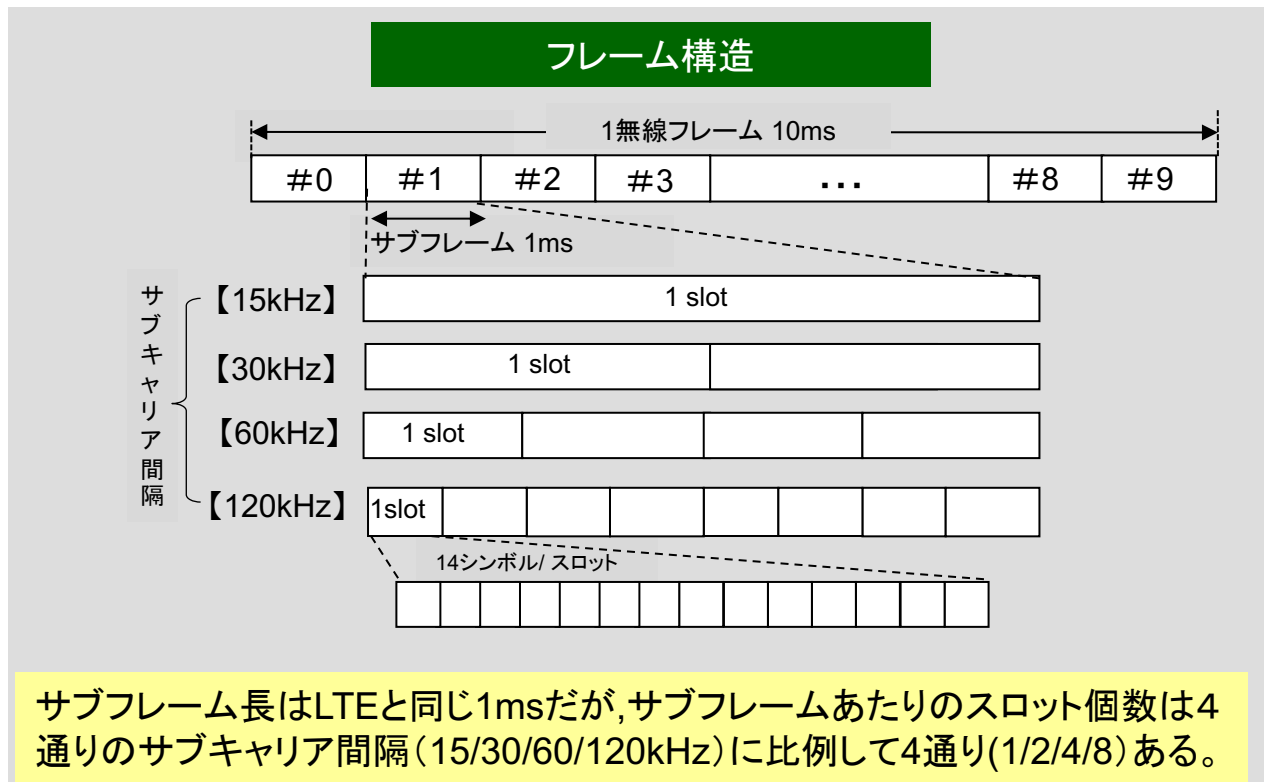 フレーム構造
1無線フレーム 10ms
#0 #1 #2 #3 ... #8 #9
サブフレーム 1ms
サブキャリア間隔
【15kHz】 1 slot
【30kHz】 1 slot
【60kHz】 1 slot
【120kHz】 1slot
14シンボル/ スロット
サブフレーム長はLTEと同じ1msだが,サブフレームあたりのスロット個数は４
通りのサブキャリア間隔（15/30/60/120kHz）に比例して4通り(1/2/4/8）ある。